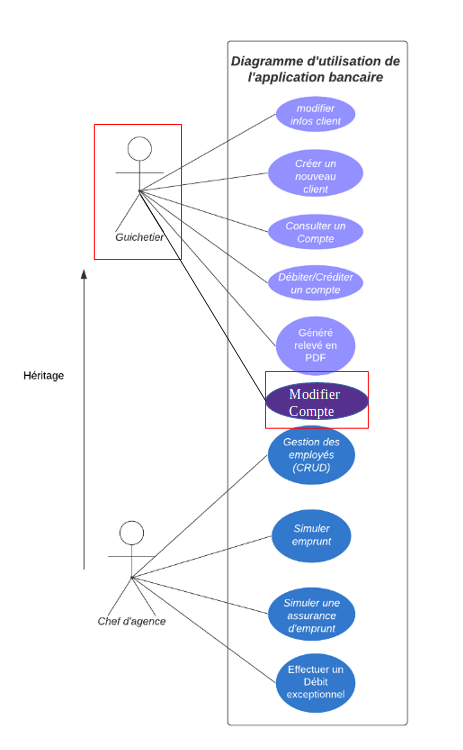 Diagramme d'utilisation de
l'application bancaire
modifier
infos client
Créer un
nouveau
client
Guichetier
Consulter un
Compte
Débiter/Créditer
un compte
Généré
relevé en
PDF
Héritage
Modifier
Compte
Gestion des
employés
(CRUD)
Simuler
emprunt
Simuler une
assurance
d'emprunt
Chef d'agence
Effectuer un
Débit
exceptionnel